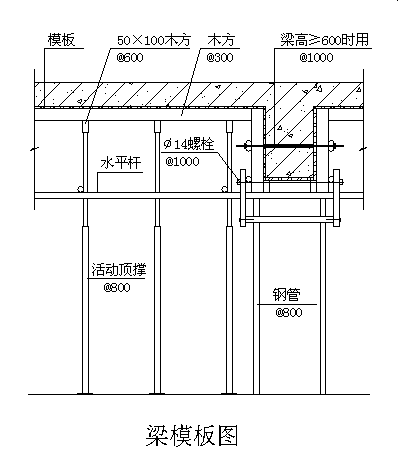 模板
50×100木方
@600
木方
@300
梁高≥600时用
@1000
水平杆
Φ14螺栓
@1000
活动顶撑
@800
钢管
@800
梁模板图